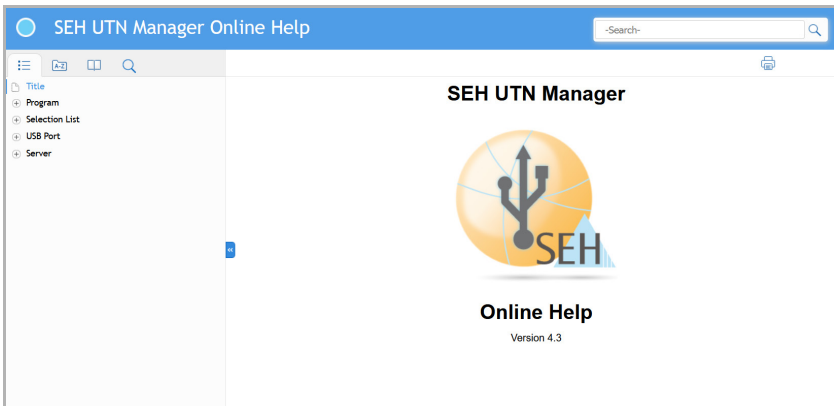 SEH UTN Manager Online Help
-Search-
A-Z
Title
Program
Selection List
USB Port
Server
SEH UTN Manager
SEH
Online Help
Version 4.3